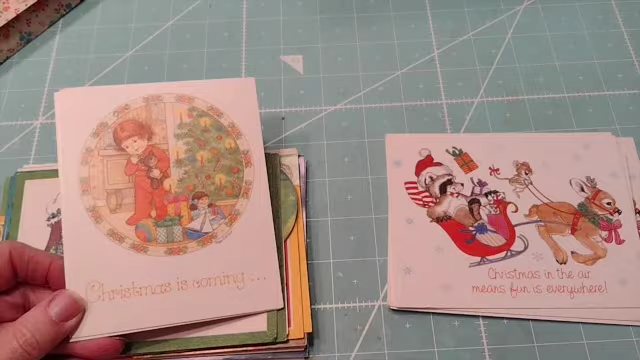 Christmas is coming ...
Christmas in the air
means fun is everywhere!